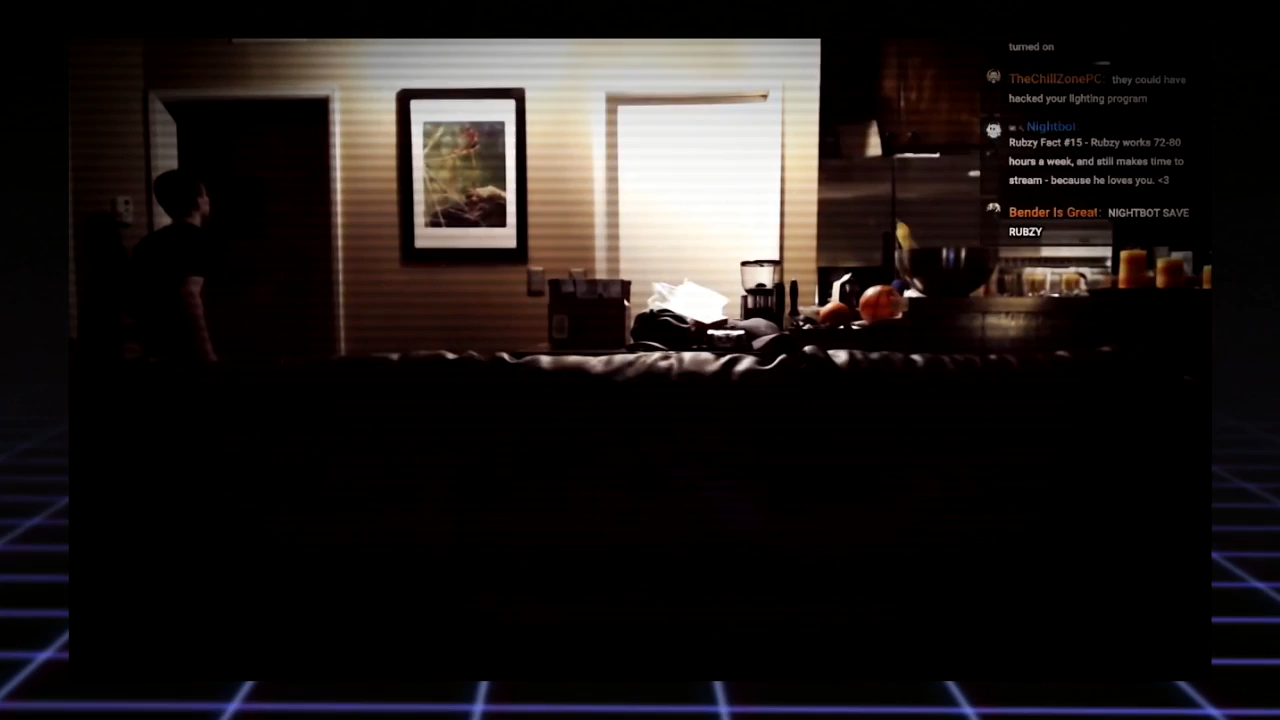 turned on
TheChillZonePC: they could have
hacked your lighting program
Nightbot:
Rubzy Fact #15 - Rubzy works 72-80
hours a week, and still makes time to
stream - because he loves you. <3
Bender Is Great: NIGHTBOT SAVE
RUBZY